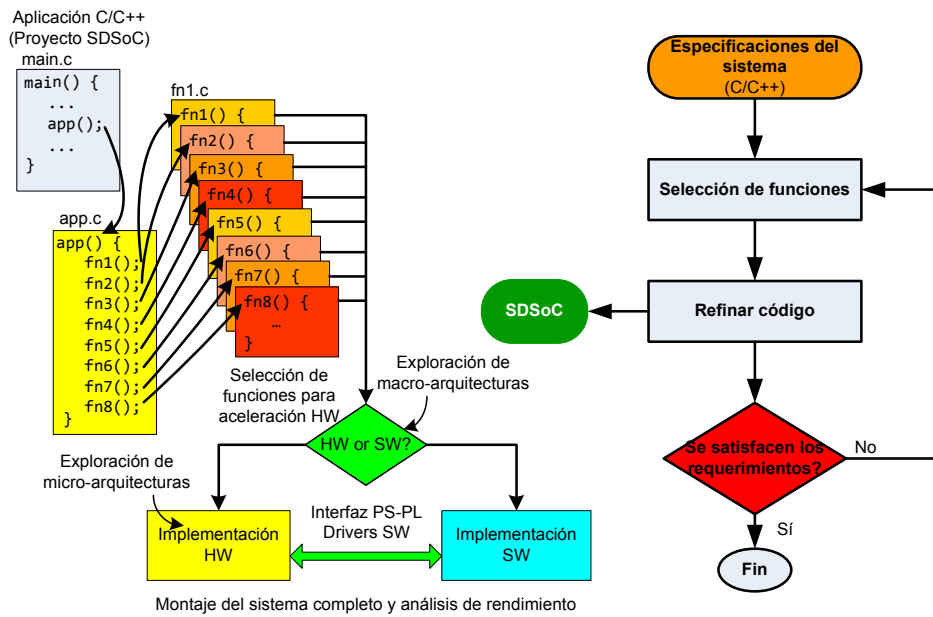 Aplicación C/C++
(Proyecto SDSoC)
main.c
main() {
...
app();
...
}
app.c
app() {
fn1();
fn2();
fn3();
fn4();
fn5();
fn6();
fn7();
fn8();
}
fn1.c
fn1() {
fn2() {
fn3() {
fn4() {
fn5() {
fn6() {
fn7() {
fn8() {
...
}
Selección de
funciones para
aceleración HW
Exploración de
macro-arquitecturas
HW or SW?
Exploración de
micro-arquitecturas
Implementación
HW
Interfaz PS-PL
Drivers SW
Implementación
SW
Montaje del sistema completo y análisis de rendimiento
Especificaciones del
sistema
(C/C++)
Selección de funciones
Refinar código
SDSoC
Se satisfacen los
requerimientos?
No
Sí
Fin